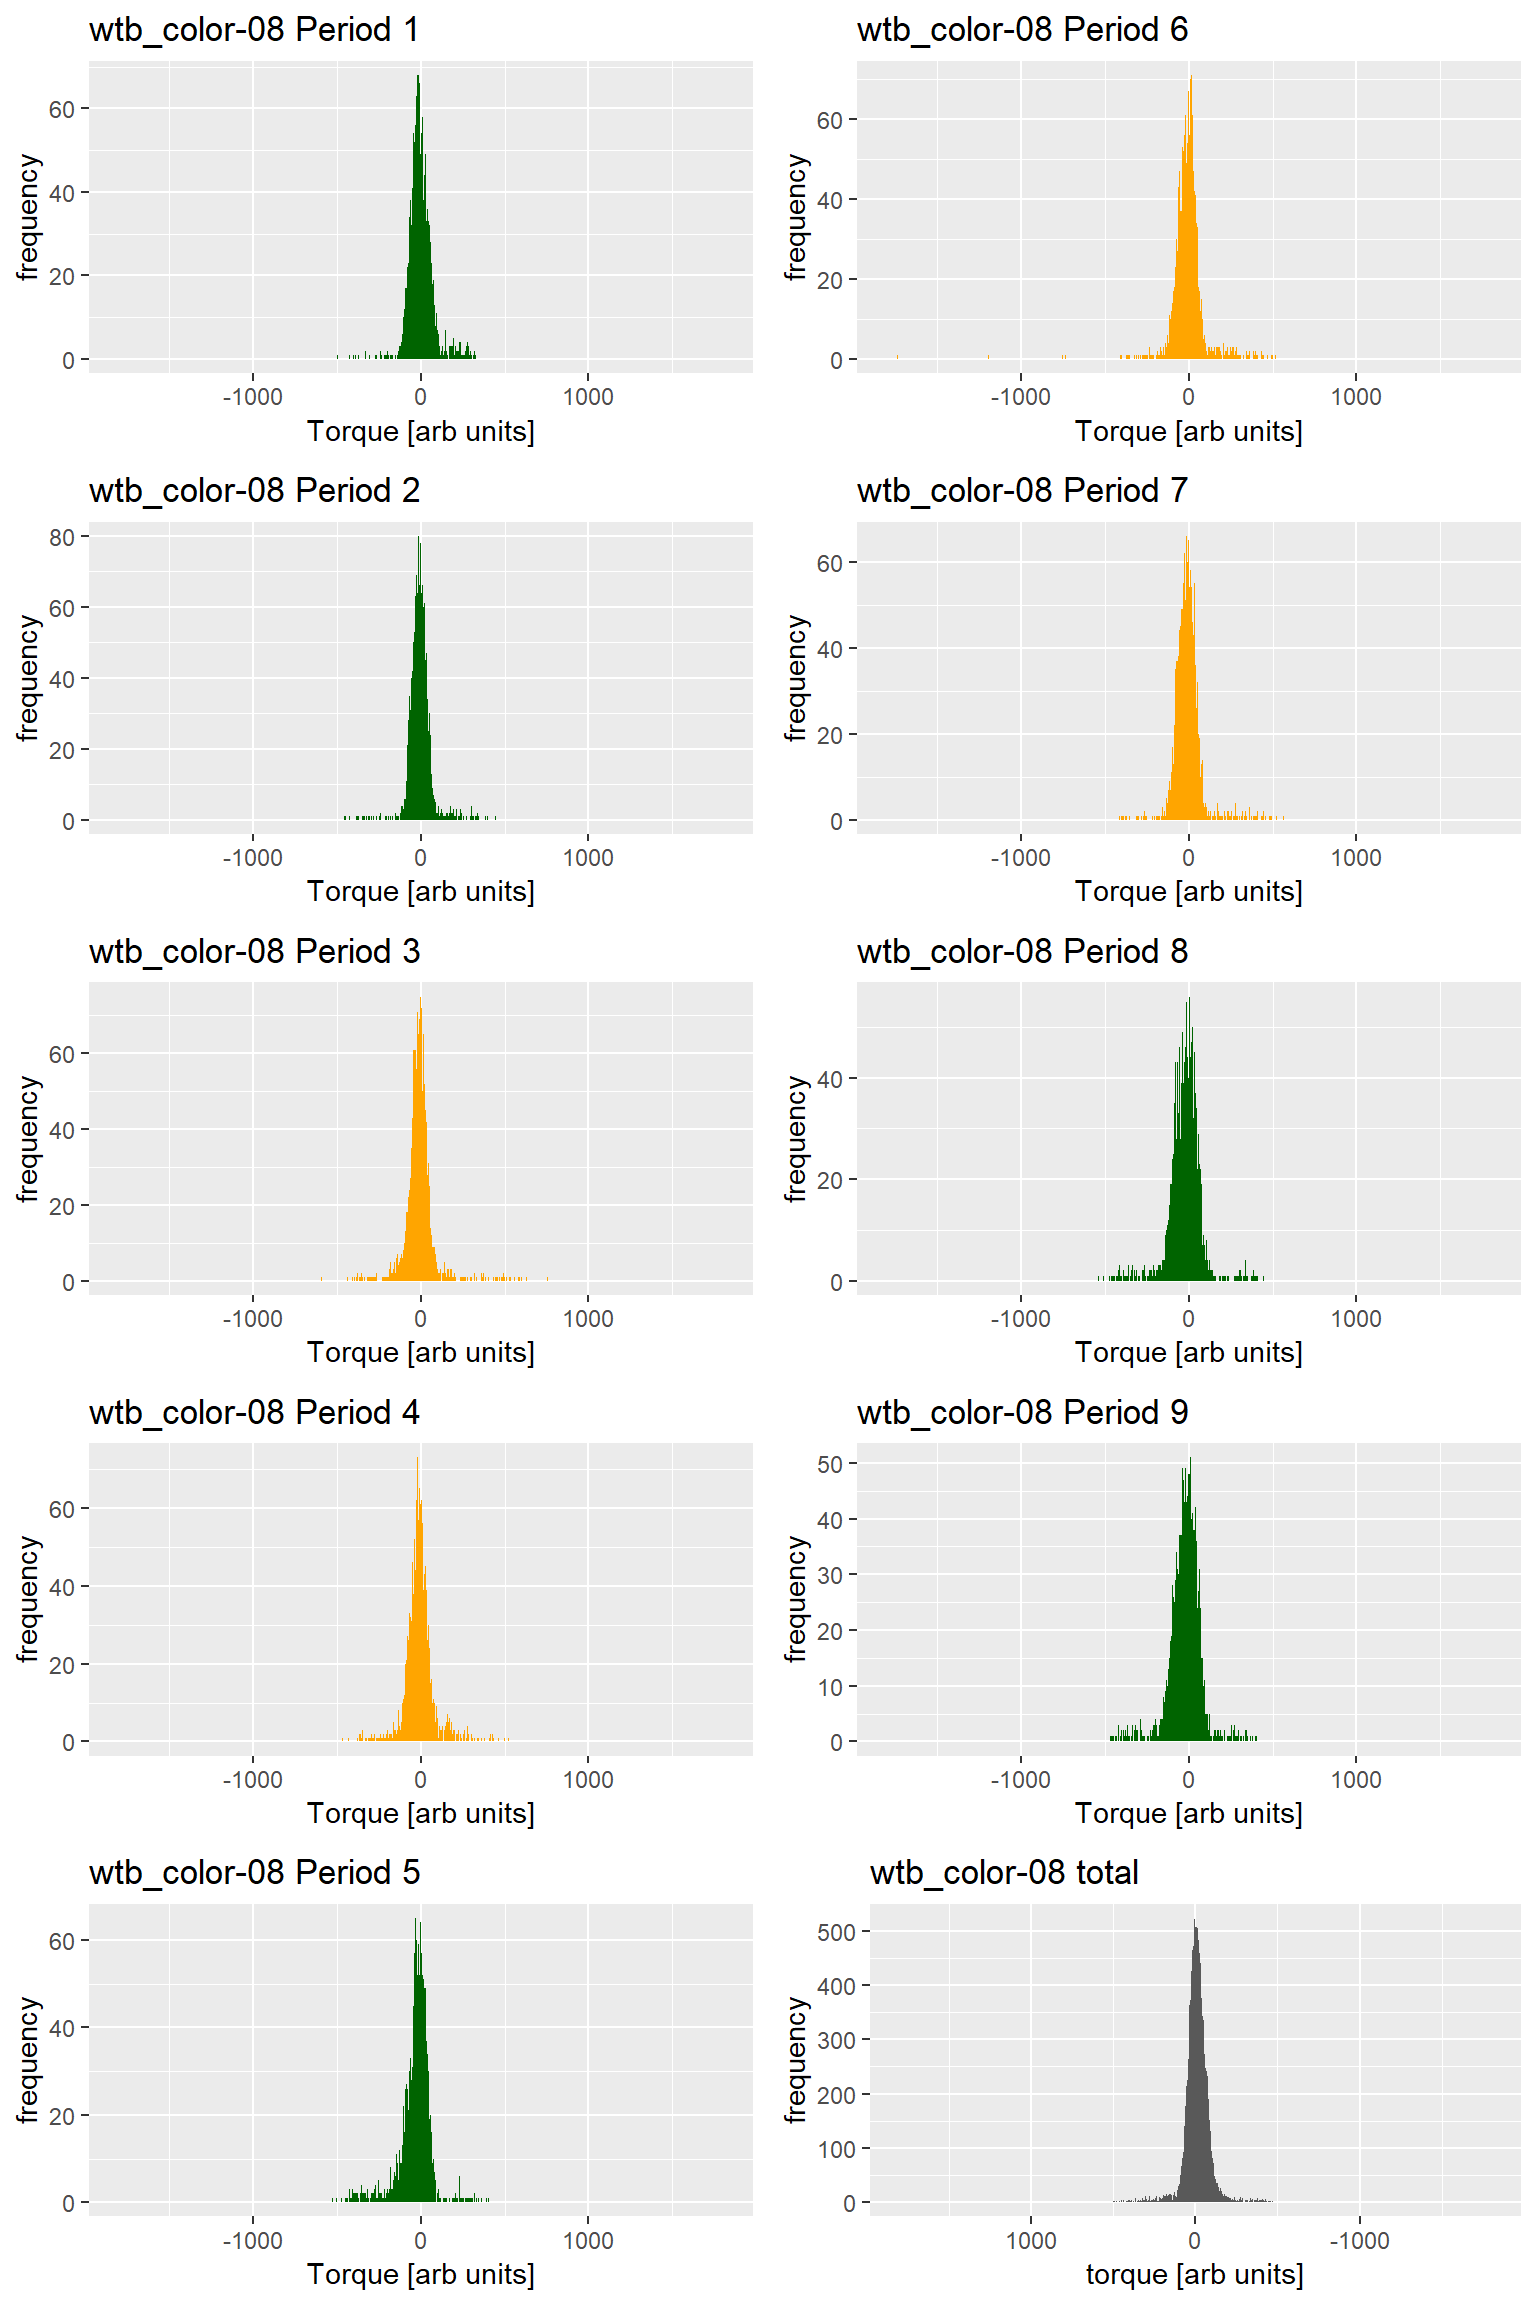 wtb_color-08 Period 1
frequency
60
40
20
0
-1000 0 1000
Torque [arb units]
wtb_color-08 Period 6
frequency
60
40
20
0
-1000 0 1000
Torque [arb units]
wtb_color-08 Period 2
frequency
80
60
40
20
0
-1000 0 1000
Torque [arb units]
wtb_color-08 Period 7
frequency
60
40
20
0
-1000 0 1000
Torque [arb units]
wtb_color-08 Period 3
frequency
60
40
20
0
-1000 0 1000
Torque [arb units]
wtb_color-08 Period 8
frequency
40
20
0
-1000 0 1000
Torque [arb units]
wtb_color-08 Period 4
frequency
60
40
20
0
-1000 0 1000
Torque [arb units]
wtb_color-08 Period 9
frequency
50
40
30
20
10
0
-1000 0 1000
Torque [arb units]
wtb_color-08 Period 5
frequency
60
40
20
0
-1000 0 1000
Torque [arb units]
wtb_color-08 total
frequency
500
400
300
200
100
0
1000 0 -1000
torque [arb units]